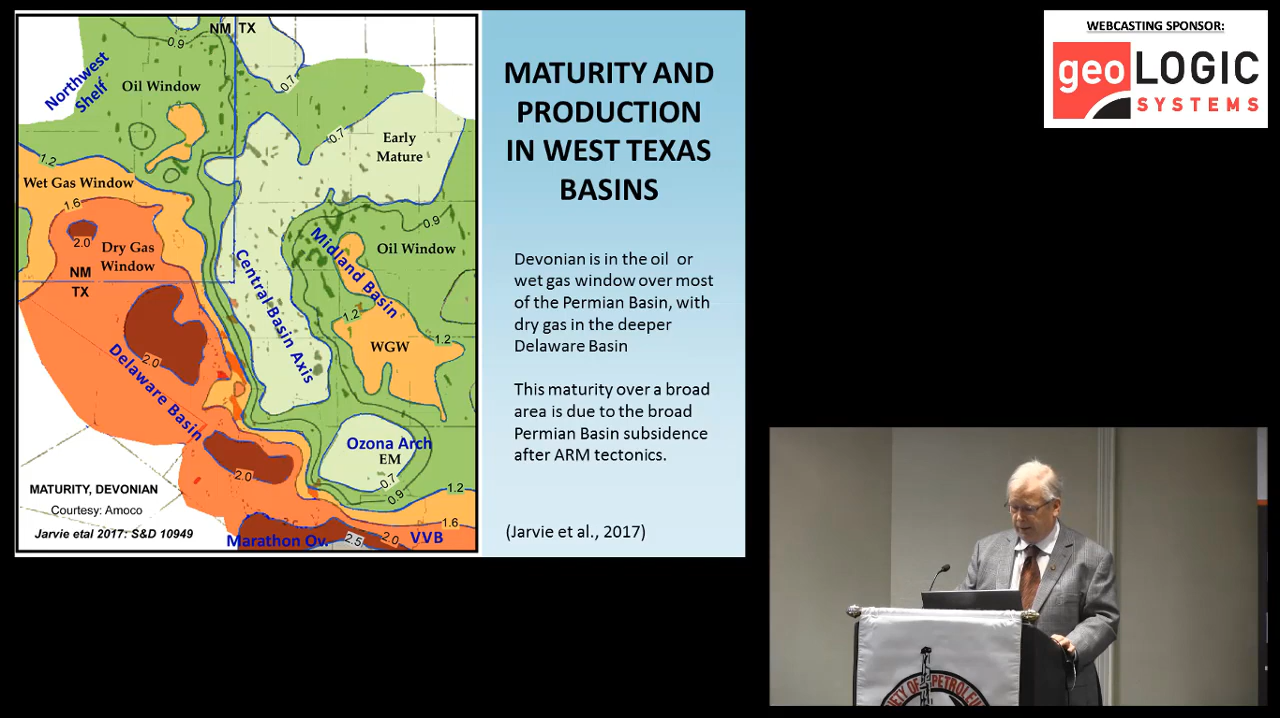 NM TX
0.9
Northwest
Shelf
Oil Window
0.7
0.7
Early
Mature
1.2
Wet Gas Window
1.6
2.0
Dry Gas
Window
NM
TX
0.9
Oil Window
Midland Basin
Central Basin Axis
1.2
1.2
WGW
2.0
Delaware Basin
Ozona Arch
EM
0.7
0.9
2.0
1.2
1.6
MATURITY, DEVONIAN
Courtesy: Amoco
Jarvie etal 2017: S&D 10949
Marathon Ov.
2.5
2.0
VVB
MATURITY AND
PRODUCTION
IN WEST TEXAS
BASINS
Devonian is in the oil or
wet gas window over most
of the Permian Basin, with
dry gas in the deeper
Delaware Basin
This maturity over a broad
area is due to the broad
Permian Basin subsidence
after ARM tectonics.
(Jarvie et al., 2017)
WEBCASTING SPONSOR:
geoLOGIC
SYSTEMS
OF PETROLEU